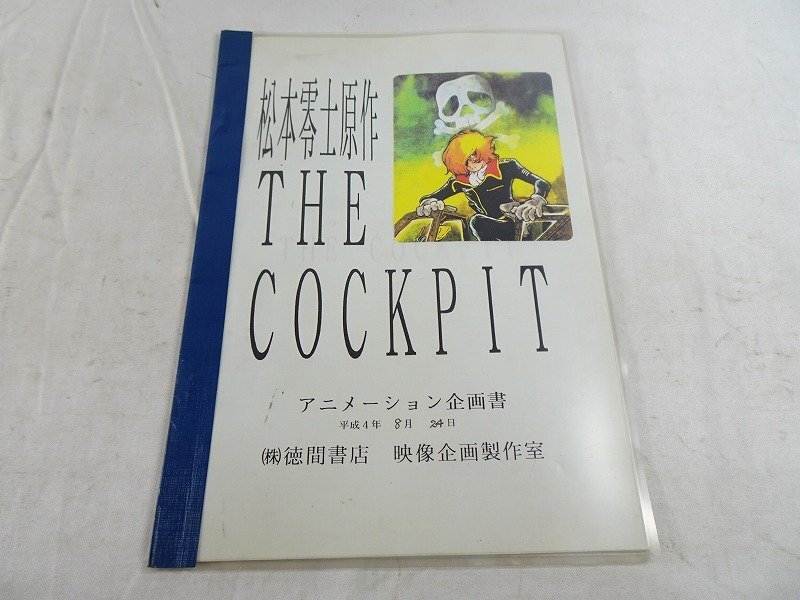 松本零士原作
THE
COCKPIT
アニメーション企画書
平成4年 8月 24日
㈱徳間書店 映像企画製作室